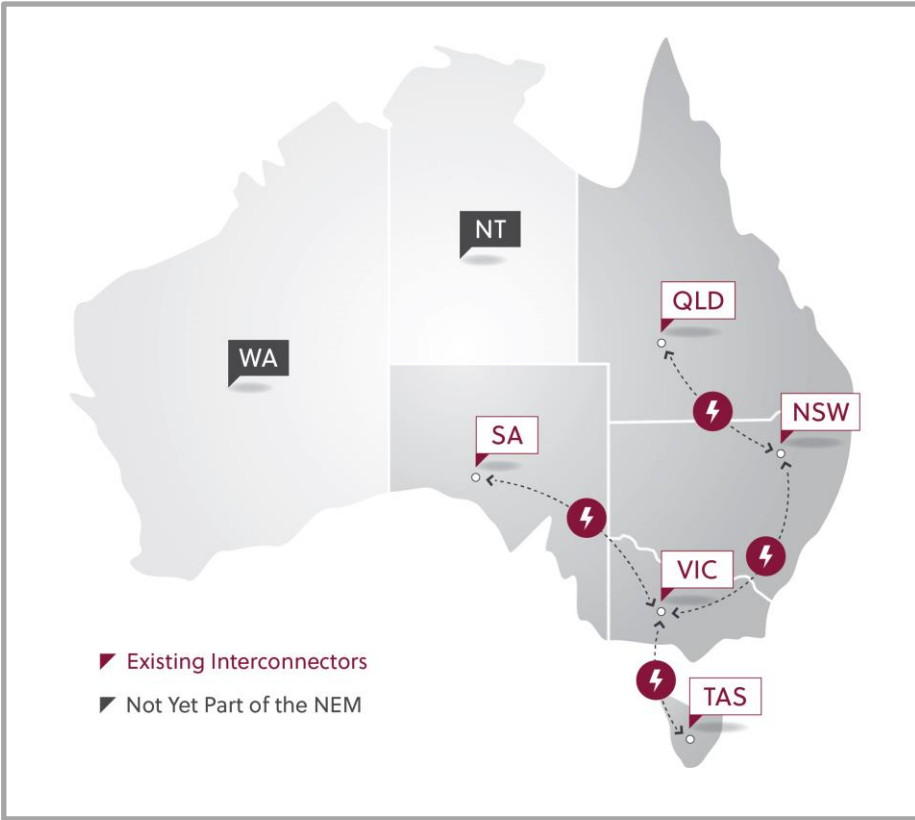 NT
QLD
WA
NSW
SA
VIC
Existing Interconnectors
Not Yet Part of the NEM
TAS